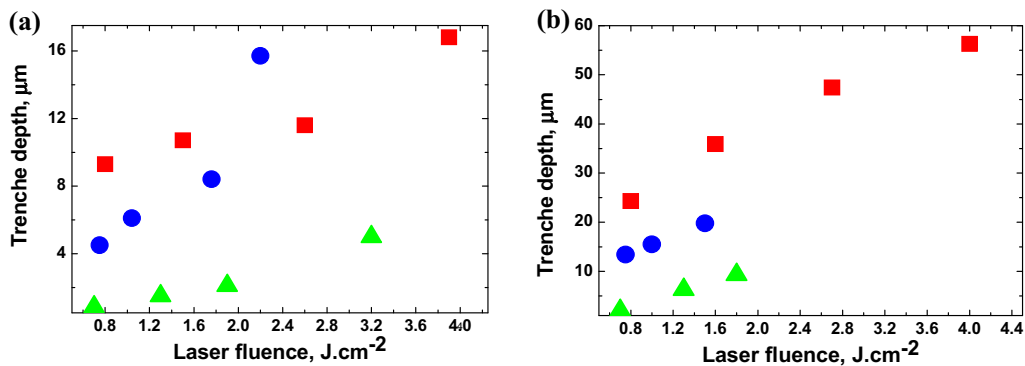 (a)
Trenche depth, μm
16
12
8
4
0.8 1.2 1.6 2.0 2.4 2.8 3.2 3.6 4.0
Laser fluence, J.cm-2
(b)
Trenche depth, μm
60
50
40
30
20
10
0.8 1.2 1.6 2.0 2.4 2.8 3.2 3.6 4.0 4.4
Laser fluence, J.cm-2